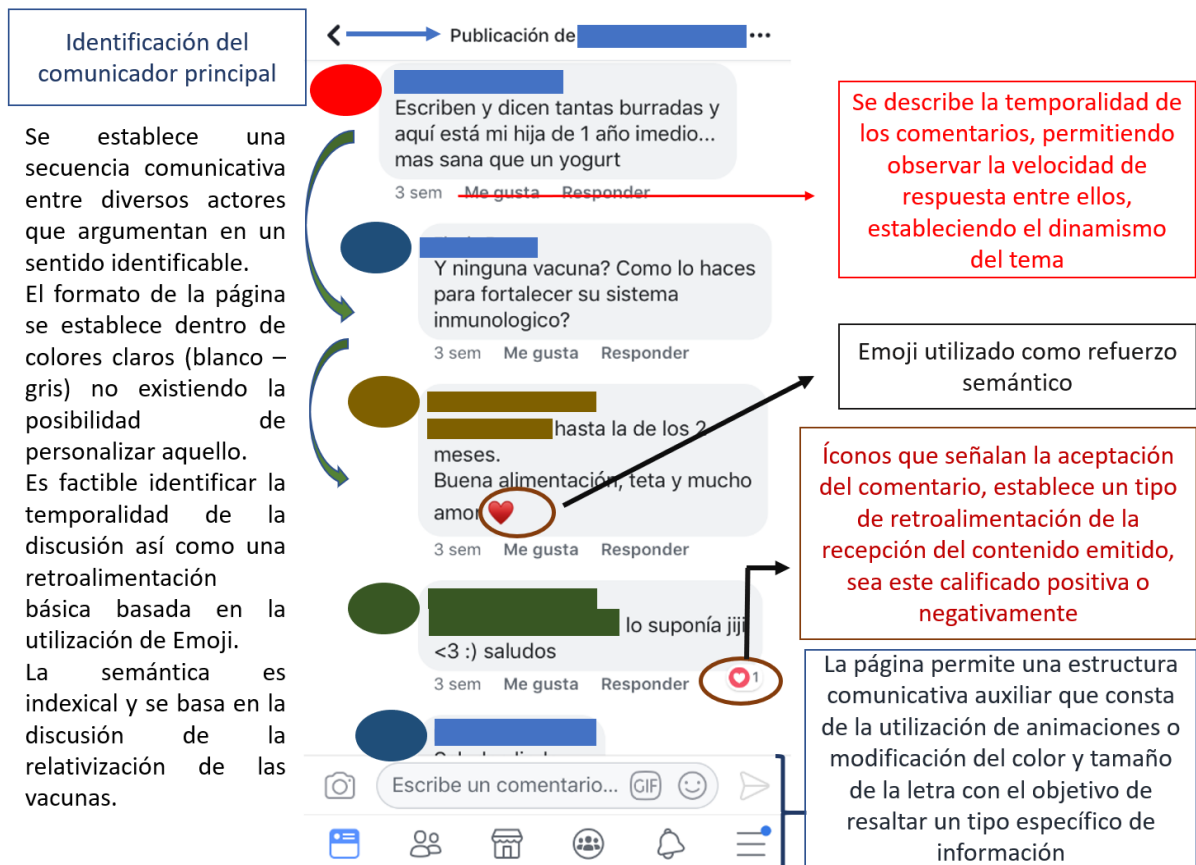 Identificación del
comunicador principal
Se establece una
secuencia comunicativa
entre diversos actores
que argumentan en un
sentido identificable.
El formato de la página
se establece dentro de
colores claros (blanco –
gris) no existiendo la
posibilidad de
personalizar aquello.
Es factible identificar la
temporalidad de la
discusión así como una
retroalimentación
básica basada en la
utilización de Emoji.
La semántica es
indexical y se basa en la
discusión de la
relativización de las
vacunas.
Publicación de
Escriben y dicen tantas burradas y
aquí está mi hija de 1 año imedio...
mas sana que un yogurt
3 sem Me gusta Responder
Y ninguna vacuna? Como lo haces
para fortalecer su sistema
inmunologico?
3 sem Me gusta Responder
hasta la de los 2
meses.
Buena alimentación, teta y mucho
amor ♥
3 sem Me gusta Responder
lo suponía jiji
<3 :) saludos
3 sem Me gusta Responder 1
Escribe un comentario... GIF
Se describe la temporalidad de
los comentarios, permitiendo
observar la velocidad de
respuesta entre ellos,
estableciendo el dinamismo
del tema
Emoji utilizado como refuerzo
semántico
Íconos que señalan la aceptación
del comentario, establece un tipo
de retroalimentación de la
recepción del contenido emitido,
sea este calificado positiva o
negativamente
La página permite una estructura
comunicativa auxiliar que consta
de la utilización de animaciones o
modificación del color y tamaño
de la letra con el objetivo de
resaltar un tipo específico de
información